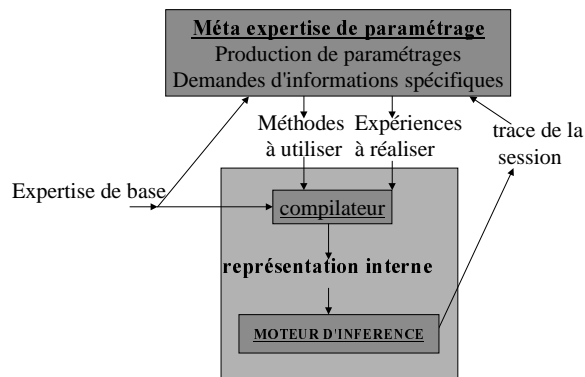 Méta expertise de paramétrage
Production de paramétrages
Demandes d'informations spécifiques
Méthodes
à utiliser
Expériences
à réaliser
trace de la
session
Expertise de base
compilateur
représentation interne
MOTEUR D'INFERENCE